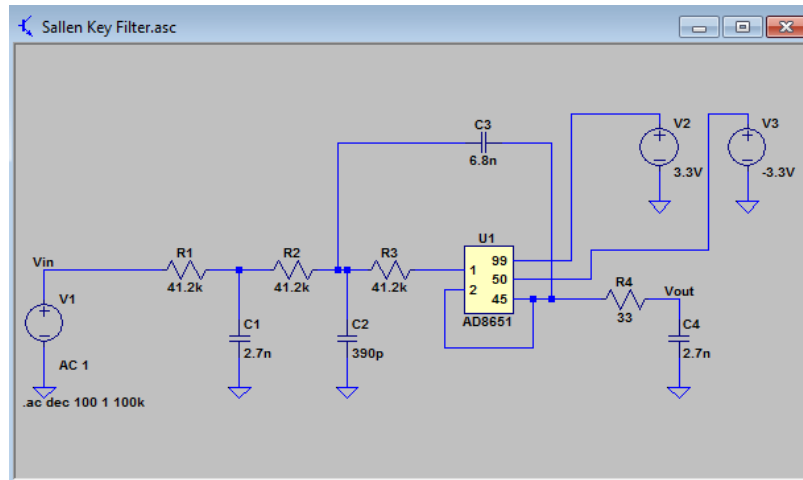 Sallen Key Filter.asc
C3
6.8n
V2
3.3V
V3
-3.3V
U1
1
2
99
50
45
AD8651
Vin
R1
41.2k
R2
41.2k
R3
41.2k
R4
33
Vout
V1
AC 1
C1
2.7n
C2
390p
C4
2.7n
.ac dec 100 1 100k